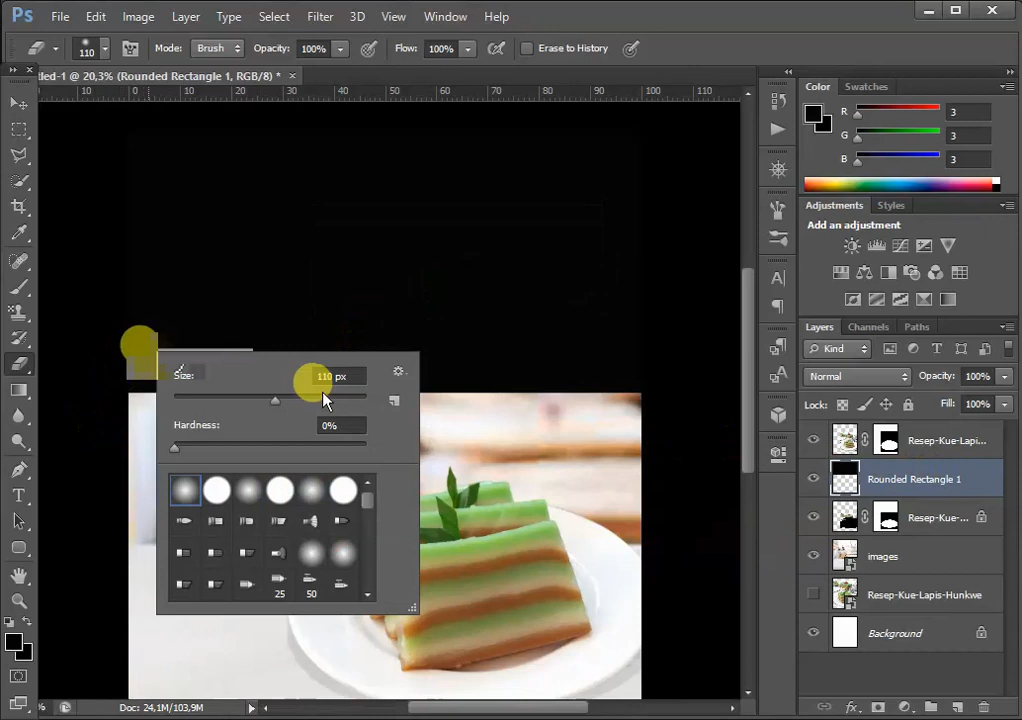 Ps File Edit Image Layer Type Select Filter 3D View Window Help
110 Mode: Brush Opacity: 100% Flow: 100% Erase to History
tled-1 @ 20,3% (Rounded Rectangle 1, RGB/8) * ×
10 0 10 20 30 40 50 60 70 80 90 100 110
Color Swatches
R 3
G 3
B 3
Adjustments Styles
Add an adjustment
Size: 110 px
Hardness: 0%
25 50
Layers Channels Paths
Kind
Normal Opacity: 100%
Lock: Fill: 100%
Resep-Kue-Lapi...
Rounded Rectangle 1
Resep-Kue-...
images
Resep-Kue-Lapis-Hunkwe
Background
% Doc: 24,1M/103,9M